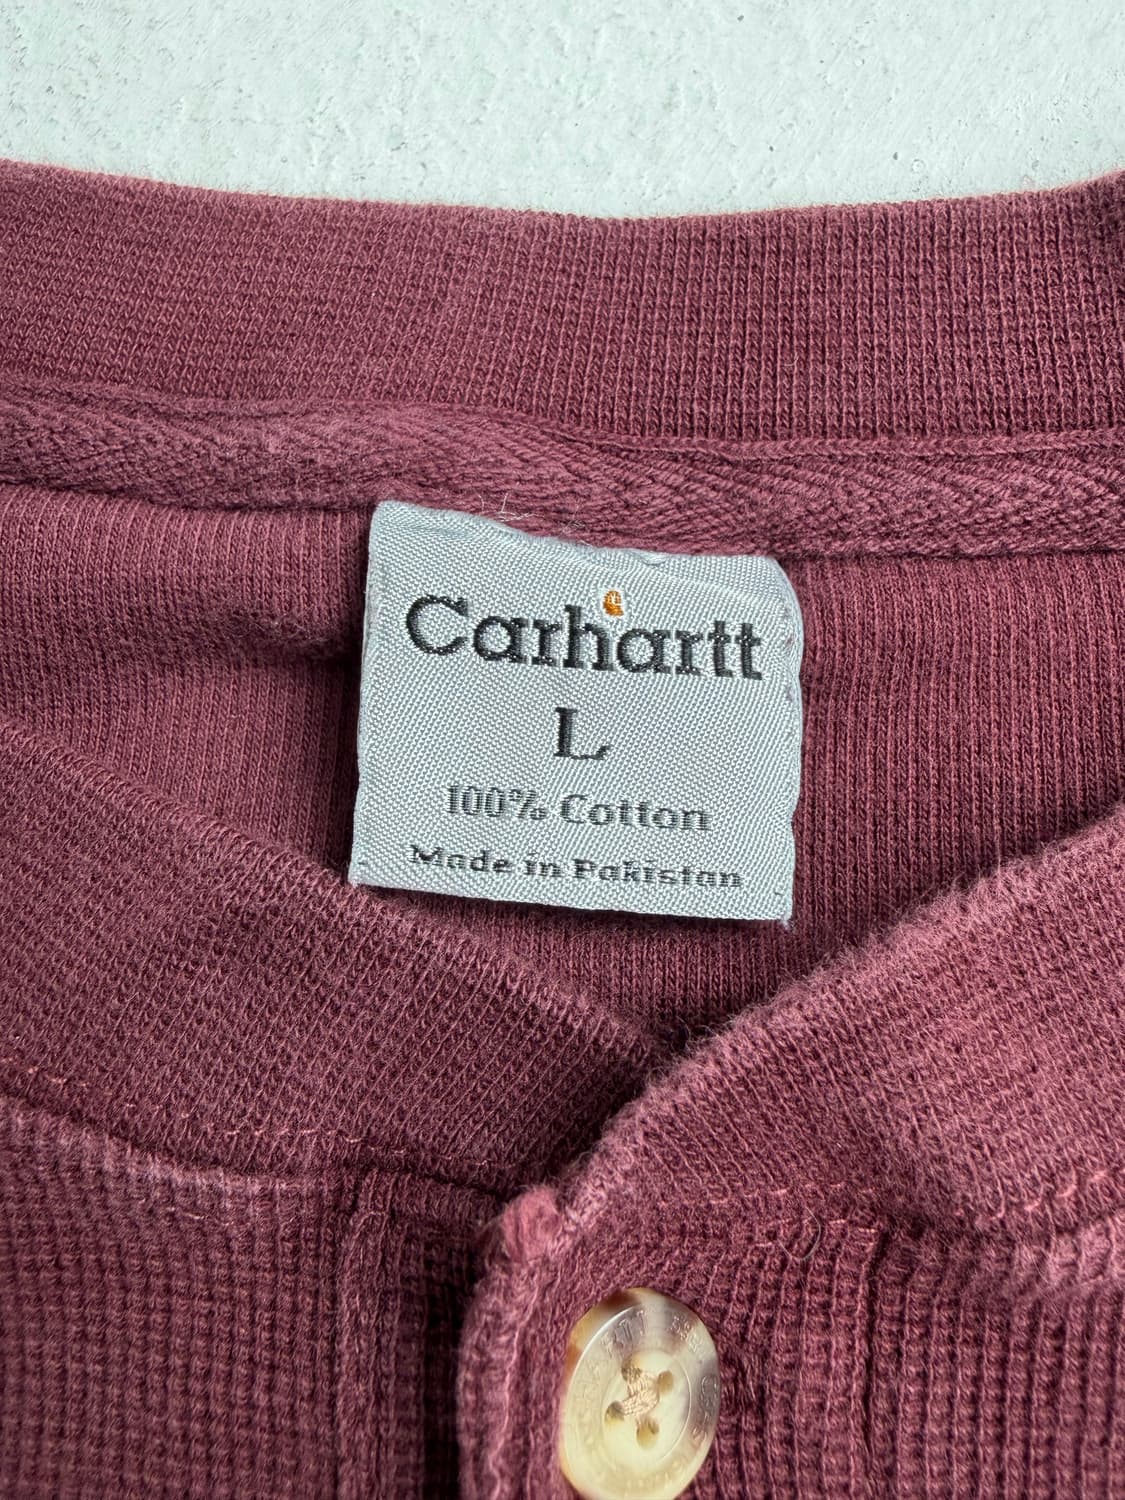 Carhartt
L
100% Cotton
Made in Pakistan